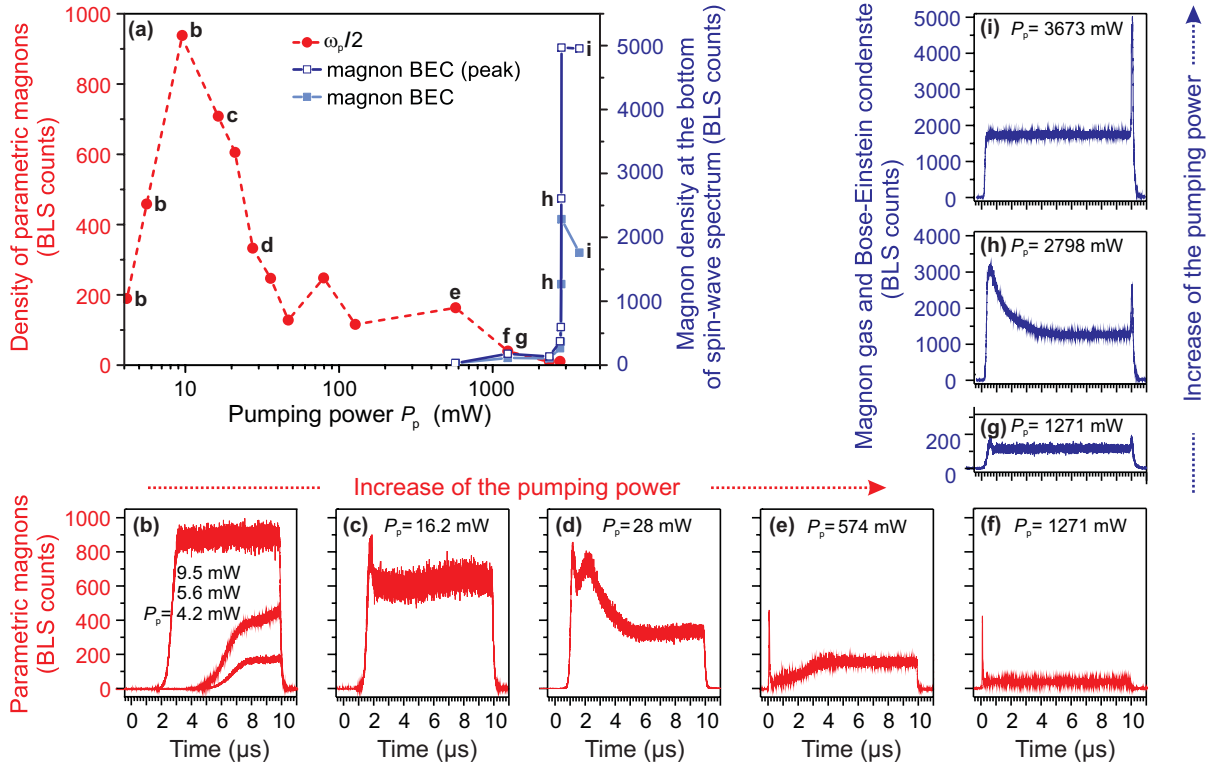 (a)
1000
800
600
400
200
0
Density of parametric magnons
(BLS counts)
b
b
b
c
d
e
f g
h
h
i
i
ωp/2
magnon BEC (peak)
magnon BEC
5000
4000
3000
2000
1000
0
Magnon density at the bottom
of spin-wave spectrum (BLS counts)
10 100 1000
Pumping power Pp (mW)
(i) Pp= 3673 mW
5000
4000
3000
2000
1000
0
(h) Pp= 2798 mW
4000
3000
2000
1000
0
(g) Pp= 1271 mW
200
0
Magnon gas and Bose-Einstein condensate
(BLS counts)
Increase of the pumping power
Increase of the pumping power
Parametric magnons
(BLS counts)
1000
800
600
400
200
0
(b)
9.5 mW
5.6 mW
Pp= 4.2 mW
0 2 4 6 8 10
Time (µs)
(c) Pp= 16.2 mW
0 2 4 6 8 10
Time (µs)
(d) Pp= 28 mW
0 2 4 6 8 10
Time (µs)
(e) Pp= 574 mW
0 2 4 6 8 10
Time (µs)
(f) Pp= 1271 mW
0 2 4 6 8 10
Time (µs)